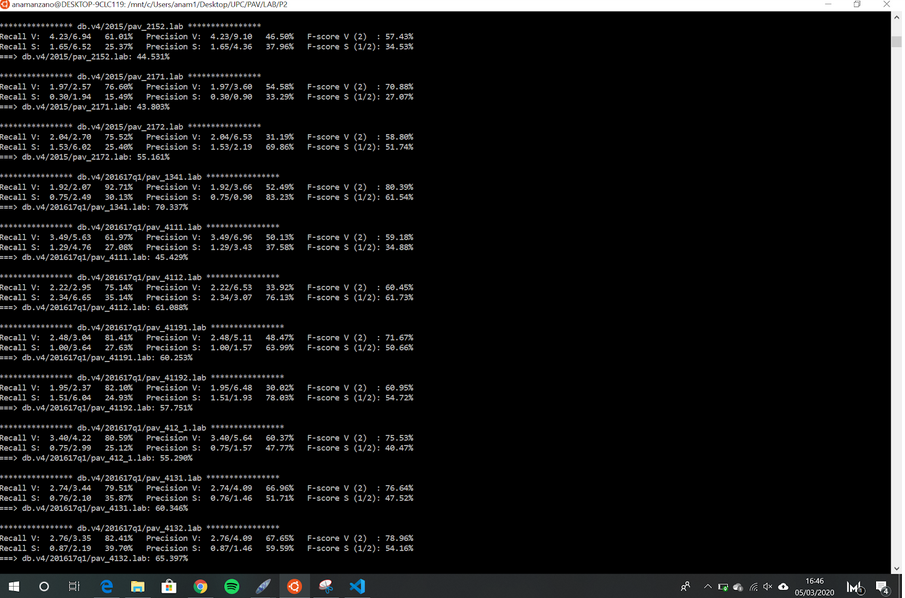 anamanzano@DESKTOP-9CLC119: /mnt/c/Users/anam1/Desktop/UPC/PAV/LAB/P2
**************** db.v4/2015/pav_2152.lab ****************
Recall V: 4.23/6.94 61.01% Precision V: 4.23/9.10 46.50% F-score V (2) : 57.43%
Recall S: 1.65/6.52 25.37% Precision S: 1.65/4.36 37.96% F-score S (1/2): 34.53%
===> db.v4/2015/pav_2152.lab: 44.531%
**************** db.v4/2015/pav_2171.lab ****************
Recall V: 1.97/2.57 76.60% Precision V: 1.97/3.60 54.58% F-score V (2) : 70.88%
Recall S: 0.30/1.94 15.49% Precision S: 0.30/0.90 33.29% F-score S (1/2): 27.07%
===> db.v4/2015/pav_2171.lab: 43.803%
**************** db.v4/2015/pav_2172.lab ****************
Recall V: 2.04/2.70 75.52% Precision V: 2.04/6.53 31.19% F-score V (2) : 58.80%
Recall S: 1.53/6.02 25.40% Precision S: 1.53/2.19 69.86% F-score S (1/2): 51.74%
===> db.v4/2015/pav_2172.lab: 55.161%
**************** db.v4/201617q1/pav_1341.lab ****************
Recall V: 1.92/2.07 92.71% Precision V: 1.92/3.66 52.49% F-score V (2) : 80.39%
Recall S: 0.75/2.49 30.13% Precision S: 0.75/0.90 83.23% F-score S (1/2): 61.54%
===> db.v4/201617q1/pav_1341.lab: 70.337%
**************** db.v4/201617q1/pav_4111.lab ****************
Recall V: 3.49/5.63 61.97% Precision V: 3.49/6.96 50.13% F-score V (2) : 59.18%
Recall S: 1.29/4.76 27.08% Precision S: 1.29/3.43 37.58% F-score S (1/2): 34.88%
===> db.v4/201617q1/pav_4111.lab: 45.429%
**************** db.v4/201617q1/pav_4112.lab ****************
Recall V: 2.22/2.95 75.14% Precision V: 2.22/6.53 33.92% F-score V (2) : 60.45%
Recall S: 2.34/6.65 35.14% Precision S: 2.34/3.07 76.13% F-score S (1/2): 61.73%
===> db.v4/201617q1/pav_4112.lab: 61.088%
**************** db.v4/201617q1/pav_41191.lab ****************
Recall V: 2.48/3.04 81.41% Precision V: 2.48/5.11 48.47% F-score V (2) : 71.67%
Recall S: 1.00/3.64 27.63% Precision S: 1.00/1.57 63.99% F-score S (1/2): 50.66%
===> db.v4/201617q1/pav_41191.lab: 60.253%
**************** db.v4/201617q1/pav_41192.lab ****************
Recall V: 1.95/2.37 82.10% Precision V: 1.95/6.48 30.02% F-score V (2) : 60.95%
Recall S: 1.51/6.04 24.93% Precision S: 1.51/1.93 78.03% F-score S (1/2): 54.72%
===> db.v4/201617q1/pav_41192.lab: 57.751%
**************** db.v4/201617q1/pav_412_1.lab ****************
Recall V: 3.40/4.22 80.59% Precision V: 3.40/5.64 60.37% F-score V (2) : 75.53%
Recall S: 0.75/2.99 25.12% Precision S: 0.75/1.57 47.77% F-score S (1/2): 40.47%
===> db.v4/201617q1/pav_412_1.lab: 55.290%
**************** db.v4/201617q1/pav_4131.lab ****************
Recall V: 2.74/3.44 79.51% Precision V: 2.74/4.09 66.96% F-score V (2) : 76.64%
Recall S: 0.76/2.10 35.87% Precision S: 0.76/1.46 51.71% F-score S (1/2): 47.52%
===> db.v4/201617q1/pav_4131.lab: 60.346%
**************** db.v4/201617q1/pav_4132.lab ****************
Recall V: 2.76/3.35 82.41% Precision V: 2.76/4.09 67.65% F-score V (2) : 78.96%
Recall S: 0.87/2.19 39.70% Precision S: 0.87/1.46 59.59% F-score S (1/2): 54.16%
===> db.v4/201617q1/pav_4132.lab: 65.397%
16:46
05/03/2020
4